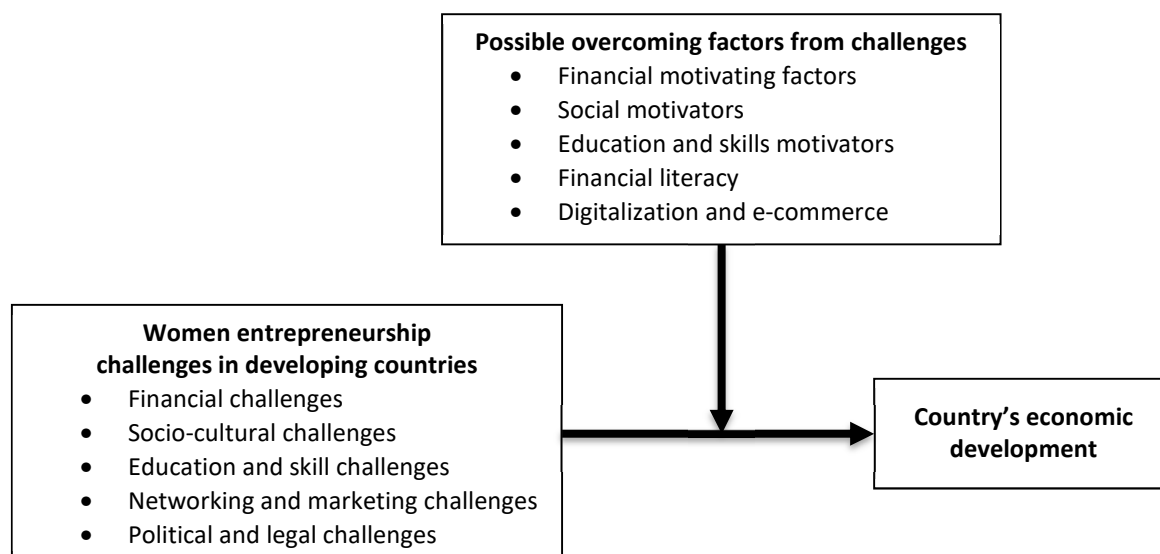 Possible overcoming factors from challenges
• Financial motivating factors
• Social motivators
• Education and skills motivators
• Financial literacy
• Digitalization and e-commerce
Women entrepreneurship
challenges in developing countries
• Financial challenges
• Socio-cultural challenges
• Education and skill challenges
• Networking and marketing challenges
• Political and legal challenges
Country’s economic
development